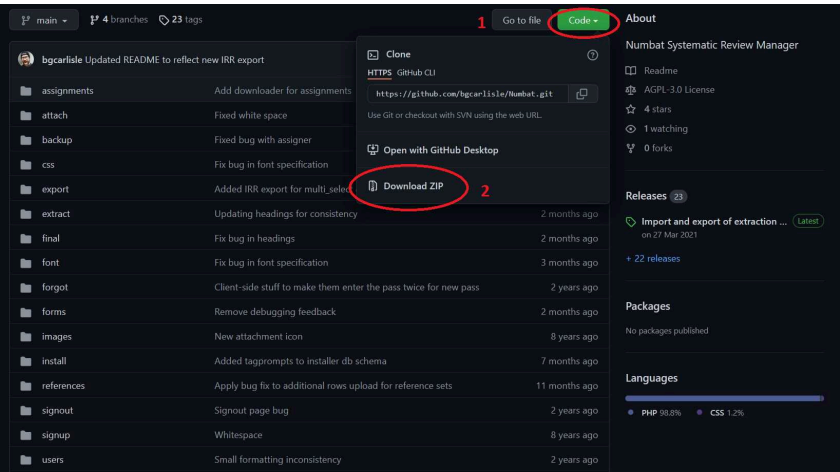 main
4 branches
23 tags
1
Go to file
Code
bgcarlisle Updated README to reflect new IRR export
Clone
HTTPS GitHub CLI
https://github.com/bgcarlisle/Numbat.git
Use Git or checkout with SVN using the web URL.
Open with GitHub Desktop
Download ZIP
2
assignments Add downloader for assignments
attach Fixed white space
backup Fixed bug with assigner
css Fix bug in font specification
export Added IRR export for multi_select
extract Updating headings for consistency 2 months ago
final Fix bug in headings 2 months ago
font Fix bug in font specification 3 months ago
forgot Client-side stuff to make them enter the pass twice for new pass 2 years ago
forms Remove debugging feedback 2 months ago
images New attachment icon 8 years ago
install Added tagprompts to installer db schema 7 months ago
references Apply bug fix to additional rows upload for reference sets 11 months ago
signout Signout page bug 2 years ago
signup Whitespace 8 years ago
users Small formatting inconsistency 2 years ago
About
Numbat Systematic Review Manager
Readme
AGPL-3.0 License
4 stars
1 watching
0 forks
Releases 23
Import and export of extraction ... Latest
on 27 Mar 2021
+ 22 releases
Packages
No packages published
Languages
PHP 98.8% CSS 1.2%